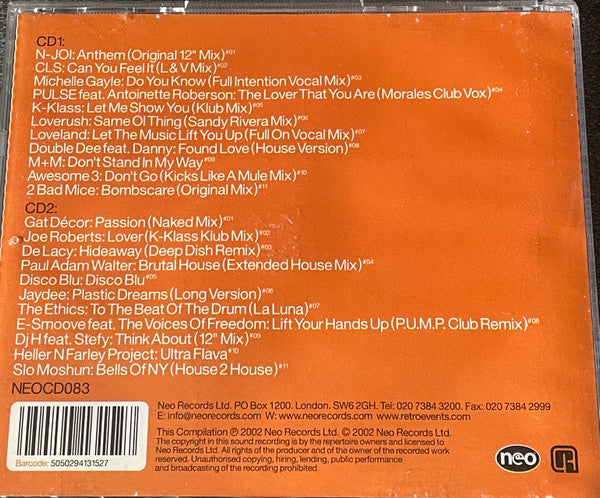 CD1:
N-JOI: Anthem (Original 12" Mix)#01
CLS: Can You Feel It (L & V Mix)#02
Michelle Gayle: Do You Know (Full Intention Vocal Mix)#03
PULSE feat. Antoinette Roberson: The Lover That You Are (Morales Club Vox)#04
K-Klass: Let Me Show You (Klub Mix)#05
Loverush: Same Ol Thing (Sandy Rivera Mix)#06
Loveland: Let The Music Lift You Up (Full On Vocal Mix)#07
Double Dee feat. Danny: Found Love (House Version)#08
M+M: Don't Stand In My Way#09
Awesome 3: Don't Go (Kicks Like A Mule Mix)#10
2 Bad Mice: Bombscare (Original Mix)#11
CD2:
Gat Décor: Passion (Naked Mix)#01
Joe Roberts: Lover (K-Klass Klub Mix)#02
De Lacy: Hideaway (Deep Dish Remix)#03
Paul Adam Walter: Brutal House (Extended House Mix)#04
Disco Blu: Disco Blu#05
Jaydee: Plastic Dreams (Long Version)#06
The Ethics: To The Beat Of The Drum (La Luna)#07
E-Smoove feat. The Voices Of Freedom: Lift Your Hands Up (P.U.M.P. Club Remix)#08
Dj H feat. Stefy: Think About (12" Mix)#09
Heller N Farley Project: Ultra Flava#10
Slo Moshun: Bells Of NY (House 2 House)#11
NEOCD083
Neo Records Ltd. PO Box 1200. London. SW6 2GH. Tel: 020 7384 3200. Fax: 020 7384 2999
E: info@neorecords.com W: www.neorecords.com www.retroevents.com
This Compilation ℗ 2002 Neo Records Ltd. © 2002 Neo Records Ltd.
The copyright in this sound recording is by the repertoire owners and licensed to
Neo Records Ltd. All rights of the producer and of the owner of the recorded work
reserved. Unauthorised copying, hiring, lending, public performance
and broadcasting of the recording prohibited.
Barcode: 5050294131527
neo